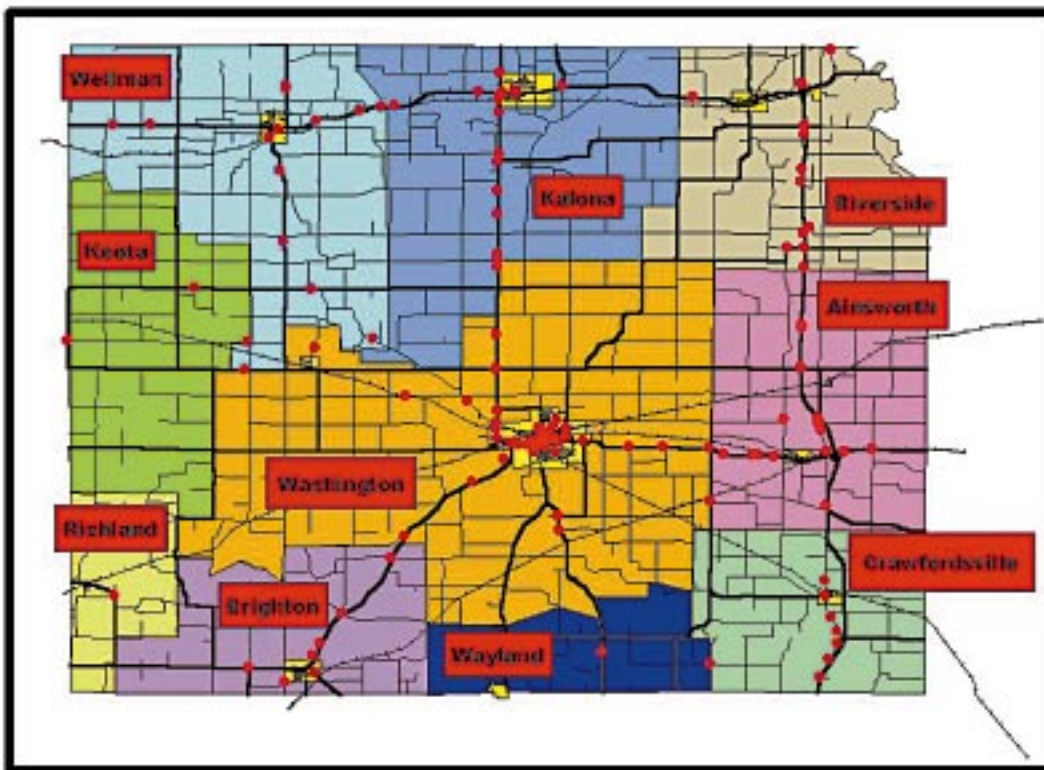 Wellman
Kalona
Riverside
Keota
Ainsworth
Washington
Richland
Crawfordsville
Brighton
Wayland